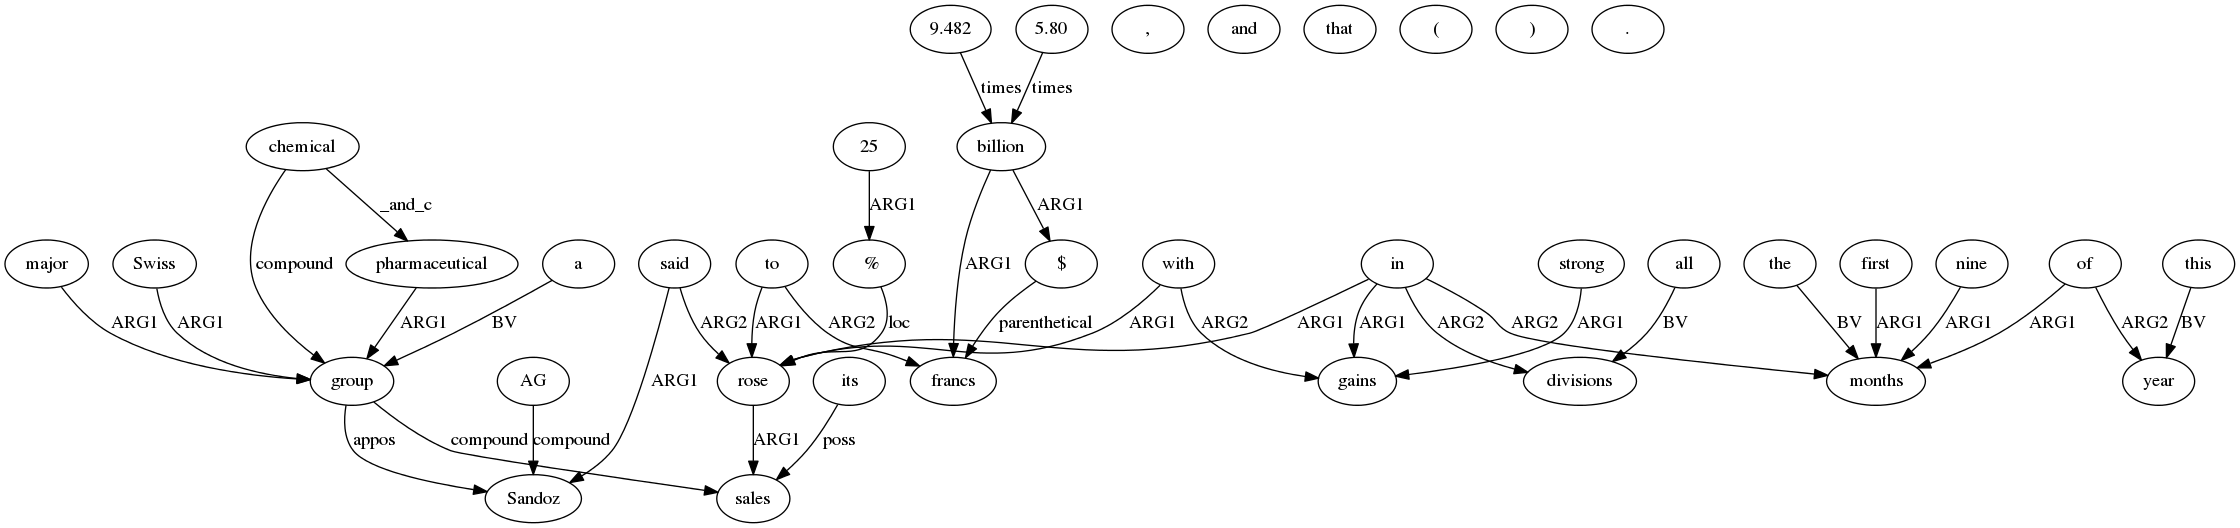 9.482 5.80 , and that ( ) .
times times
chemical 25 billion
_and_c ARG1 ARG1
major Swiss compound pharmaceutical a said to % ARG1 $ with in strong all the first nine of this
ARG1 ARG1 ARG1 BV ARG2 ARG1 ARG2 loc parenthetical ARG1 ARG2 ARG1 ARG1 ARG2 ARG2 ARG1 BV BV ARG1 ARG1 ARG1 ARG2 BV
group AG ARG1 rose its francs gains divisions months year
appos compound compound ARG1 poss
Sandoz sales